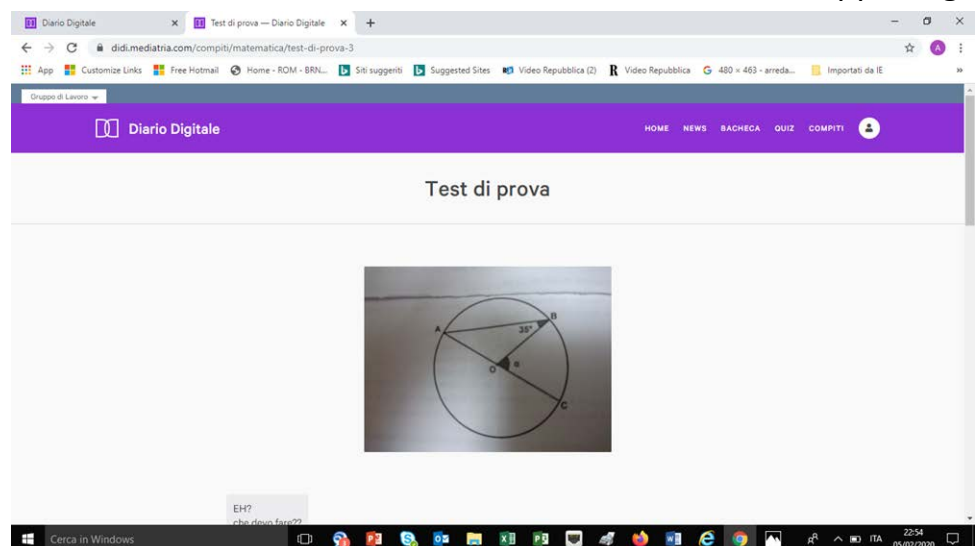 Diario Digitale
Test di prova — Diario Digitale
didi.mediatria.com/compiti/matematica/test-di-prova-3
App Customize Links Free Hotmail Home - ROM - BRN... Siti suggeriti Suggested Sites Video Repubblica (2) Video Repubblica 480 × 463 - arreda... Importati da IE
Gruppo di Lavoro
Diario Digitale
HOME NEWS BACHECA QUIZ COMPITI
A
Test di prova
B
A
35°
O
C
EH?
che devo fare??
Cerca in Windows
ITA
22:54
05/02/2020